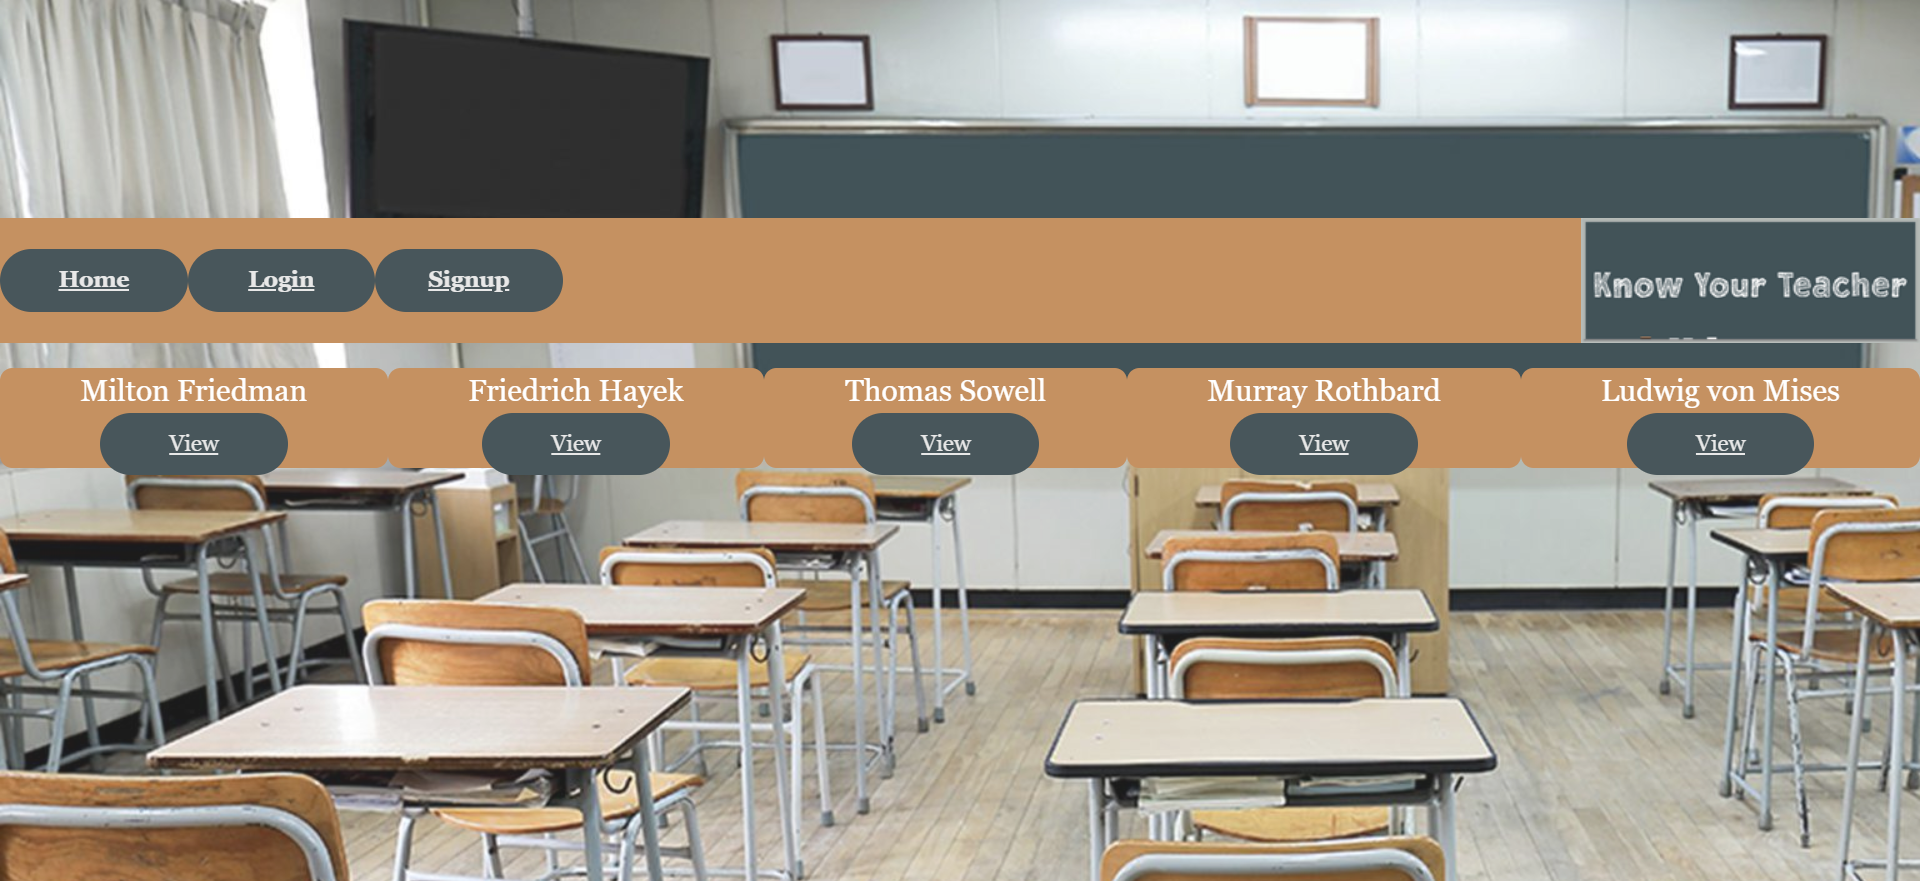 Home Login Signup
Know Your Teacher
Milton Friedman Friedrich Hayek Thomas Sowell Murray Rothbard Ludwig von Mises
View View View View View